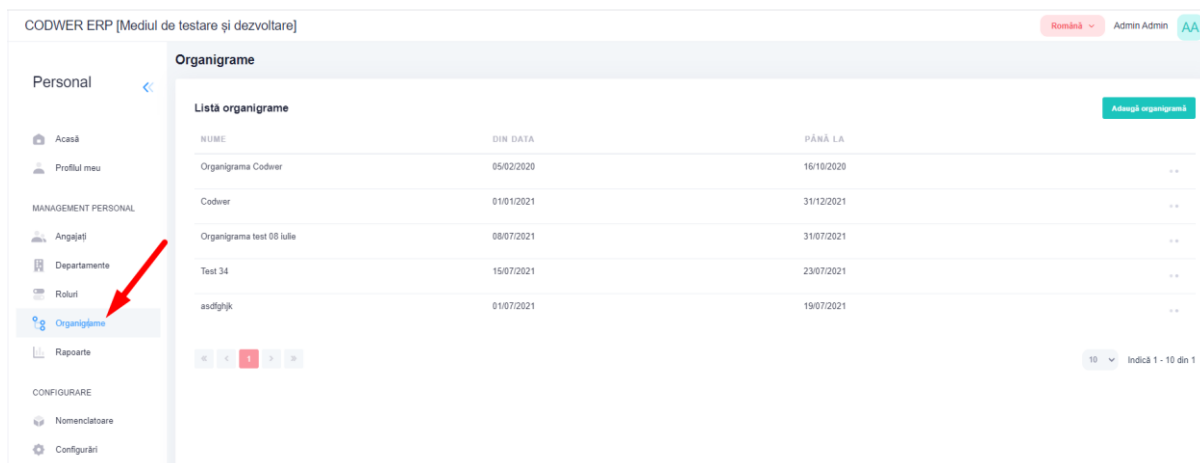 CODWER ERP [Mediul de testare și dezvoltare]
Română
Admin Admin
AA
Personal
Acasă
Profilul meu
MANAGEMENT PERSONAL
Angajați
Departamente
Roluri
Organigrame
Rapoarte
CONFIGURARE
Nomenclatoare
Configurări
Organigrame
Listă organigrame
Adaugă organigramă
NUME DIN DATA PÂNĂ LA
Organigrama Codwer 05/02/2020 16/10/2020
Codwer 01/01/2021 31/12/2021
Organigrama test 08 iulie 08/07/2021 31/07/2021
Test 34 15/07/2021 23/07/2021
asdfghjk 01/07/2021 19/07/2021
« < 1 > »
10 Indică 1 - 10 din 1